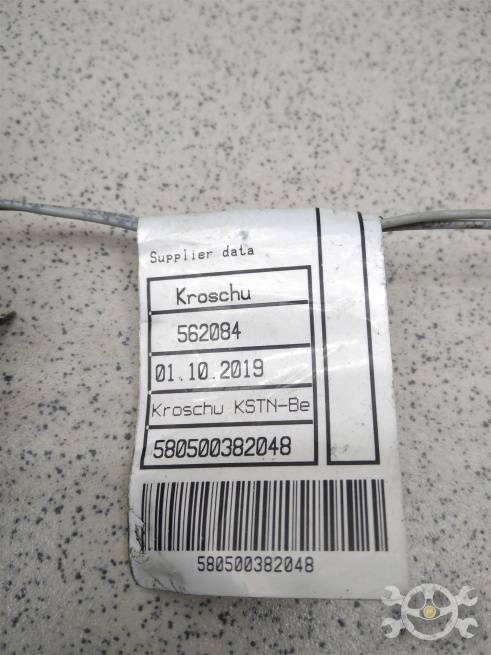 Supplier data
Kroschu
562084
01.10.2019
Kroschu KSTN-Be
580500382048
580500382048